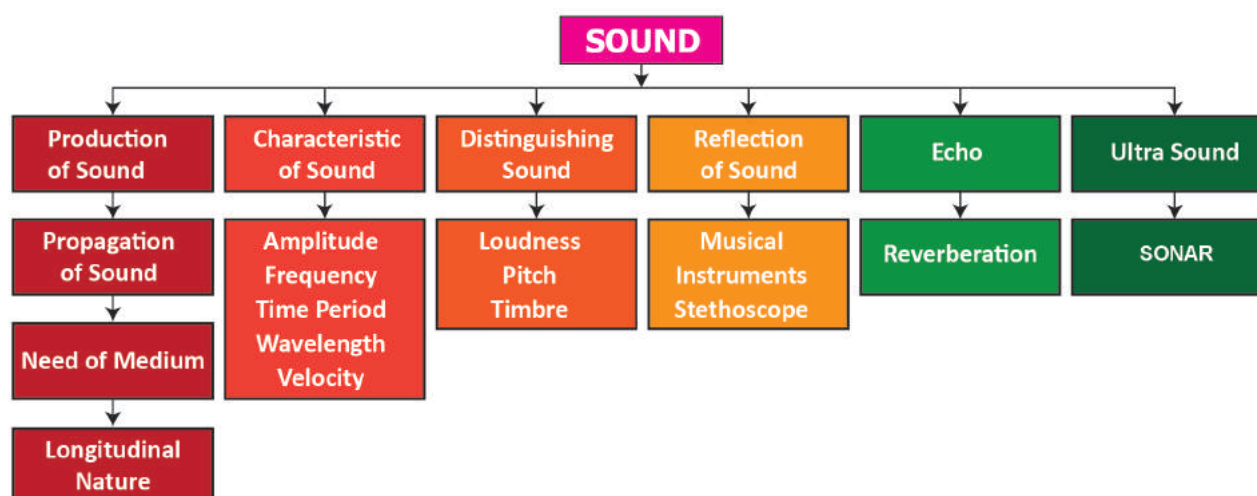 SOUND
Production
of Sound
Characteristic
of Sound
Distinguishing
Sound
Reflection
of Sound
Echo
Ultra Sound
Propagation
of Sound
Amplitude
Frequency
Time Period
Wavelength
Velocity
Loudness
Pitch
Timbre
Musical
Instruments
Stethoscope
Reverberation
SONAR
Need of Medium
Longitudinal
Nature